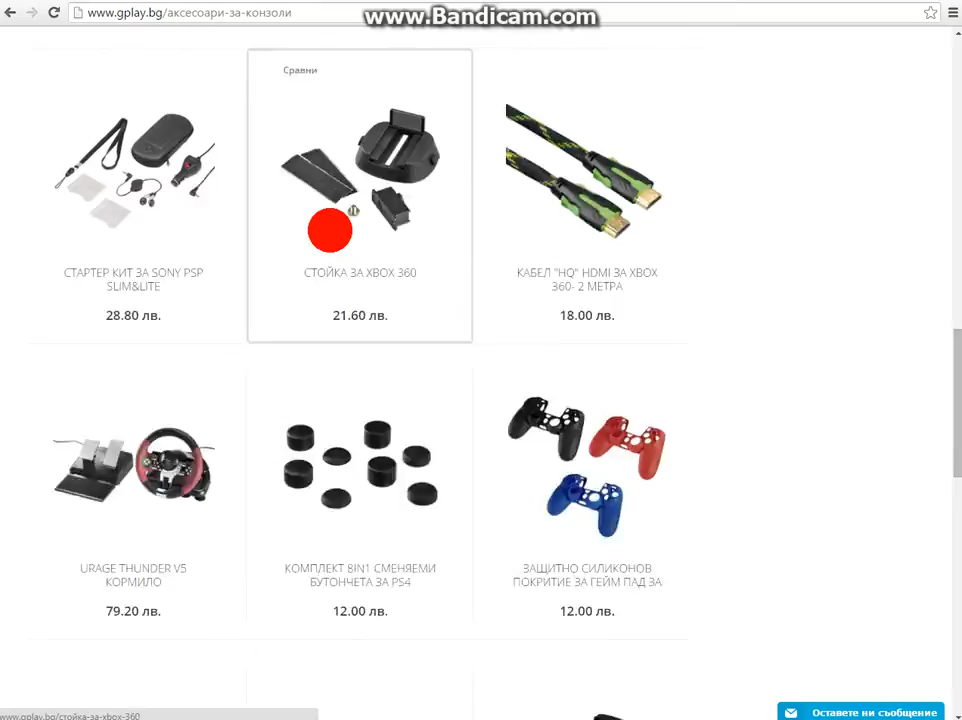 www.gplay.bg/аксесоари-за-конзоли
www.Bandicam.com
Сравни
СТАРТЕР КИТ ЗА SONY PSP
SLIM&LITE
28.80 лв.
СТОЙКА ЗА XBOX 360
21.60 лв.
КАБЕЛ "HQ" HDMI ЗА XBOX
360- 2 МЕТРА
18.00 лв.
URAGE THUNDER V5
КОРМИЛО
79.20 лв.
КОМПЛЕКТ 8IN1 СМЕНЯЕМИ
БУТОНЧЕТА ЗА PS4
12.00 лв.
ЗАЩИТНО СИЛИКОНОВ
ПОКРИТИЕ ЗА ГЕЙМ ПАД ЗА
12.00 лв.
www.gplay.bg/стойка-за-xbox-360
Оставете ни съобщение